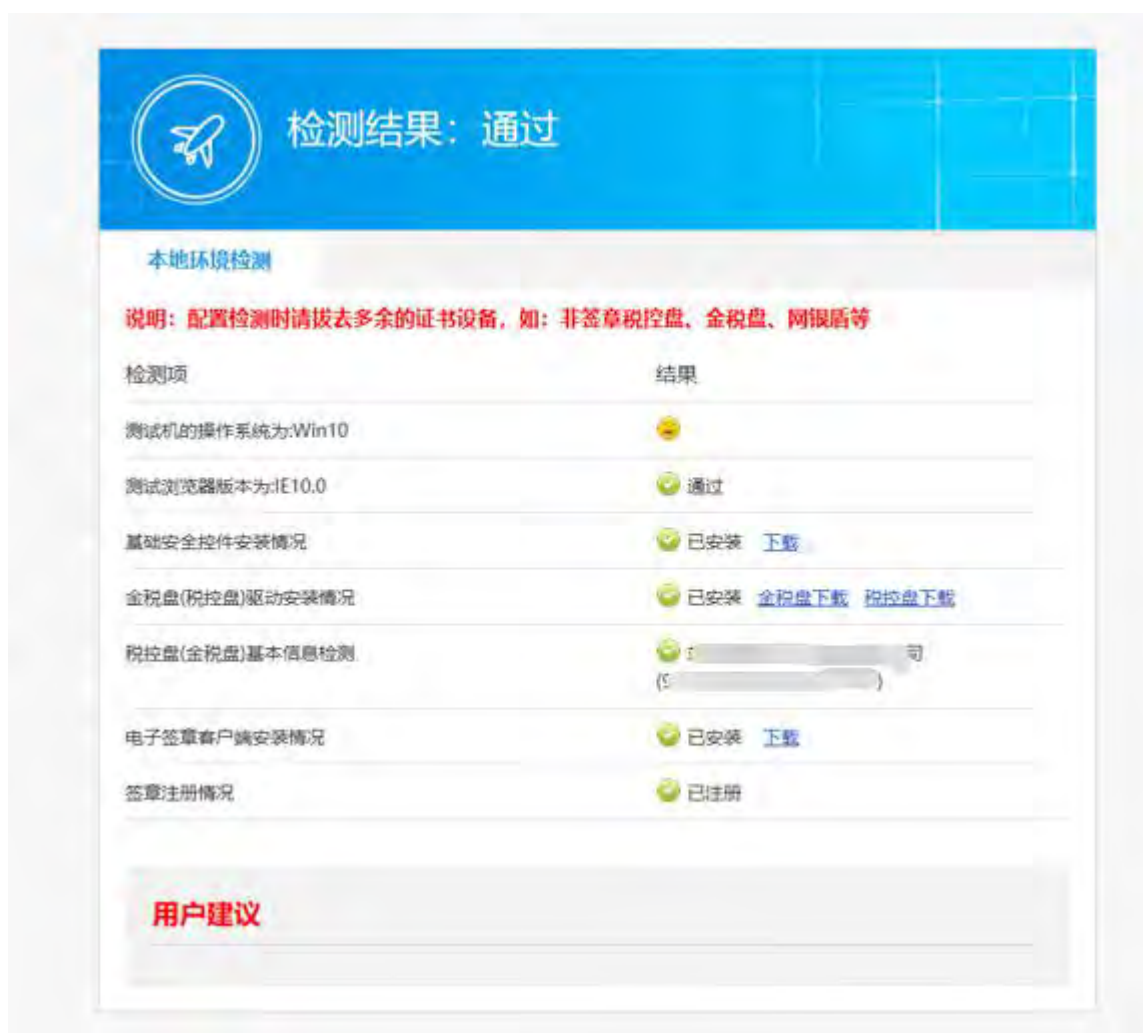 检测结果：通过
本地环境检测
说明：配置检测时请拔去多余的证书设备，如：非签章税控盘、金税盘、网银盾等
检测项 结果
测试机的操作系统为:Win10
测试浏览器版本为:IE10.0 通过
基础安全控件安装情况 已安装 下载
金税盘(税控盘)驱动安装情况 已安装 金税盘下载 税控盘下载
税控盘(金税盘)基本信息检测 司
(9 )
电子签章客户端安装情况 已安装 下载
签章注册情况 已注册
用户建议